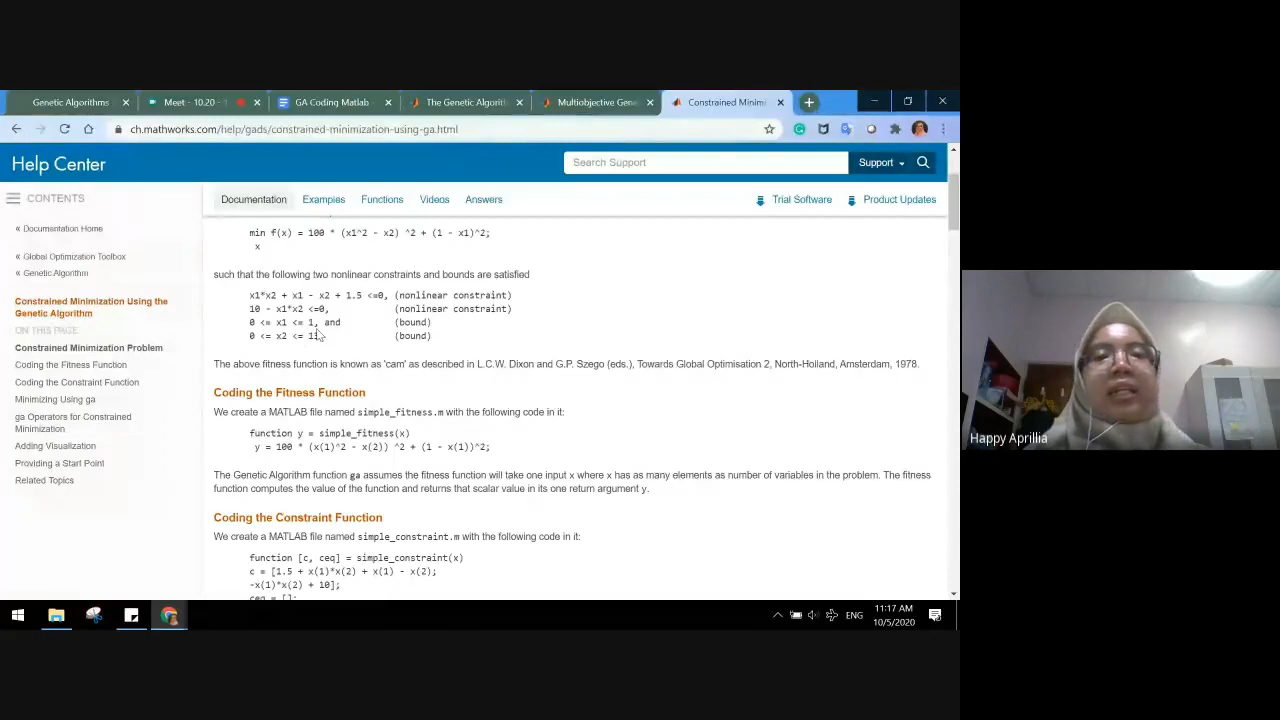 Genetic Algorithms
Meet - 10.20 - 1
GA Coding Matlab
The Genetic Algorith
Multiobjective Gene
Constrained Minimi
ch.mathworks.com/help/gads/constrained-minimization-using-ga.html
Help Center
Search Support
Support
CONTENTS
Documentation
Examples
Functions
Videos
Answers
Trial Software
Product Updates
« Documentation Home
« Global Optimization Toolbox
« Genetic Algorithm
Constrained Minimization Using the
Genetic Algorithm
ON THIS PAGE
Constrained Minimization Problem
Coding the Fitness Function
Coding the Constraint Function
Minimizing Using ga
ga Operators for Constrained
Minimization
Adding Visualization
Providing a Start Point
Related Topics
min f(x) = 100 * (x1^2 - x2) ^2 + (1 - x1)^2;
x
such that the following two nonlinear constraints and bounds are satisfied
x1*x2 + x1 - x2 + 1.5 <=0, (nonlinear constraint)
10 - x1*x2 <=0, (nonlinear constraint)
0 <= x1 <= 1, and (bound)
0 <= x2 <= 13 (bound)
The above fitness function is known as 'cam' as described in L.C.W. Dixon and G.P. Szego (eds.), Towards Global Optimisation 2, North-Holland, Amsterdam, 1978.
Coding the Fitness Function
We create a MATLAB file named simple_fitness.m with the following code in it:
function y = simple_fitness(x)
y = 100 * (x(1)^2 - x(2)) ^2 + (1 - x(1))^2;
The Genetic Algorithm function ga assumes the fitness function will take one input x where x has as many elements as number of variables in the problem. The fitness
function computes the value of the function and returns that scalar value in its one return argument y.
Coding the Constraint Function
We create a MATLAB file named simple_constraint.m with the following code in it:
function [c, ceq] = simple_constraint(x)
c = [1.5 + x(1)*x(2) + x(1) - x(2);
-x(1)*x(2) + 10];
ceq = [];
ENG
11:17 AM
10/5/2020
Happy Aprillia